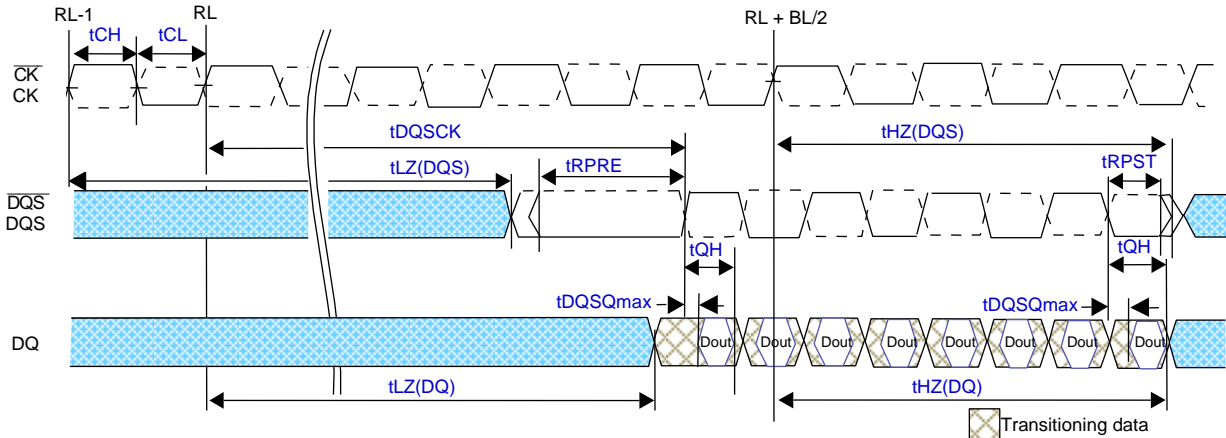 RL-1
RL
RL + BL/2
tCH
tCL
CK
CK
tDQSCK
tHZ(DQS)
tLZ(DQS)
tRPRE
tRPST
DQS
DQS
tQH
tQH
tDQSQmax
tDQSQmax
DQ
Dout
Dout
Dout
Dout
Dout
Dout
Dout
Dout
tLZ(DQ)
tHZ(DQ)
Transitioning data